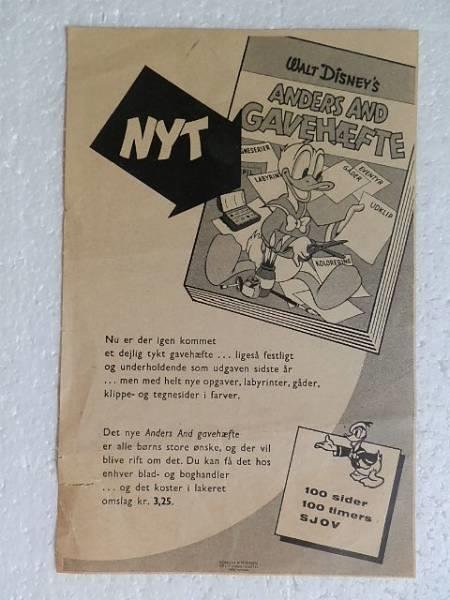 WALT DISNEY'S
ANDERS AND
GAVEHÆFTE
NYT
LABYRIN
EVENTYR
GÅDER
UDKLIP
KOLORERING
Nu er der igen kommet
et dejlig tykt gavehæfte ... ligeså festligt
og underholdende som udgaven sidste år
... men med helt nye opgaver, labyrinter, gåder,
klippe- og tegnesider i farver.
Det nye Anders And gavehæfte
er alle børns store ønske, og der vil
blive rift om det. Du kan få det hos
enhver blad- og boghandler
... og det koster i lakeret
omslag kr. 3,25.
100 sider
100 timers
SJOV